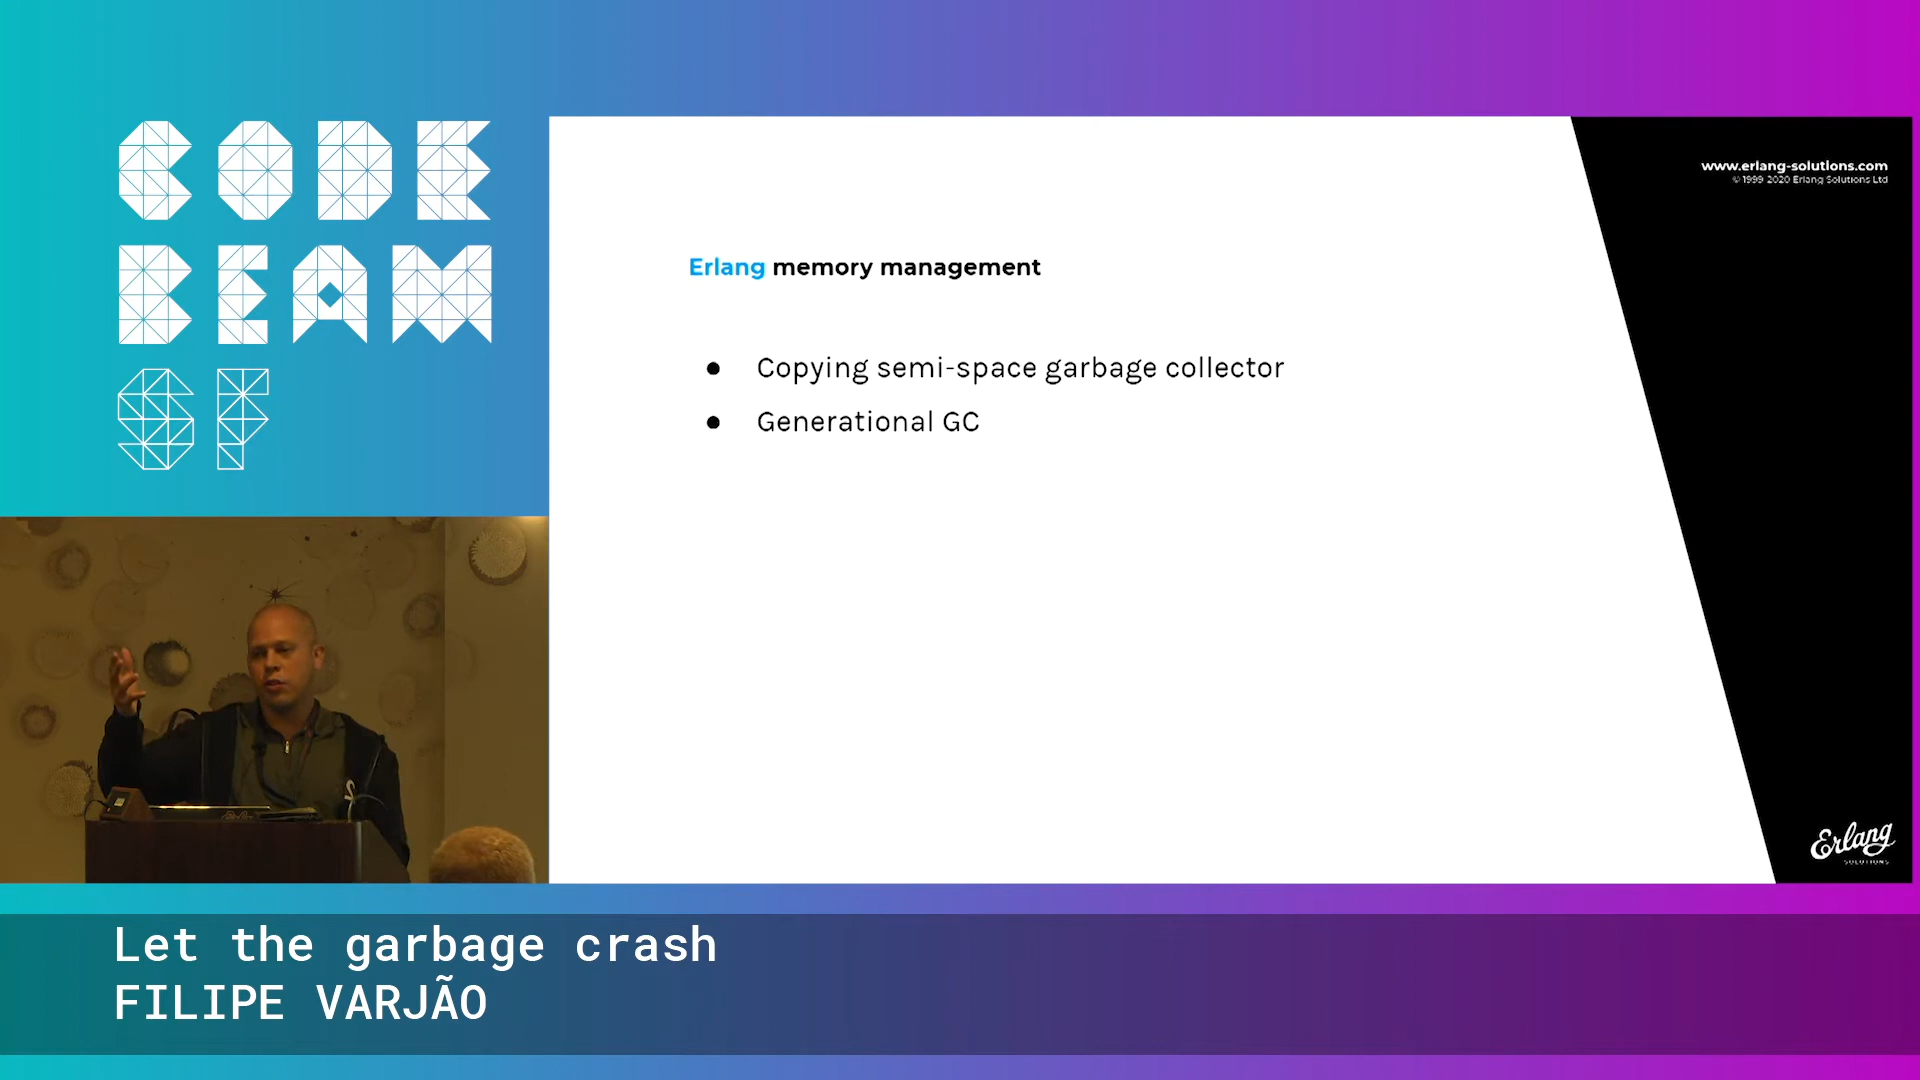 CODE
BEAM
SF
www.erlang-solutions.com
© 1999-2020 Erlang Solutions Ltd
Erlang memory management
● Copying semi-space garbage collector
● Generational GC
Erlang
SOLUTIONS
Let the garbage crash
FILIPE VARJÃO